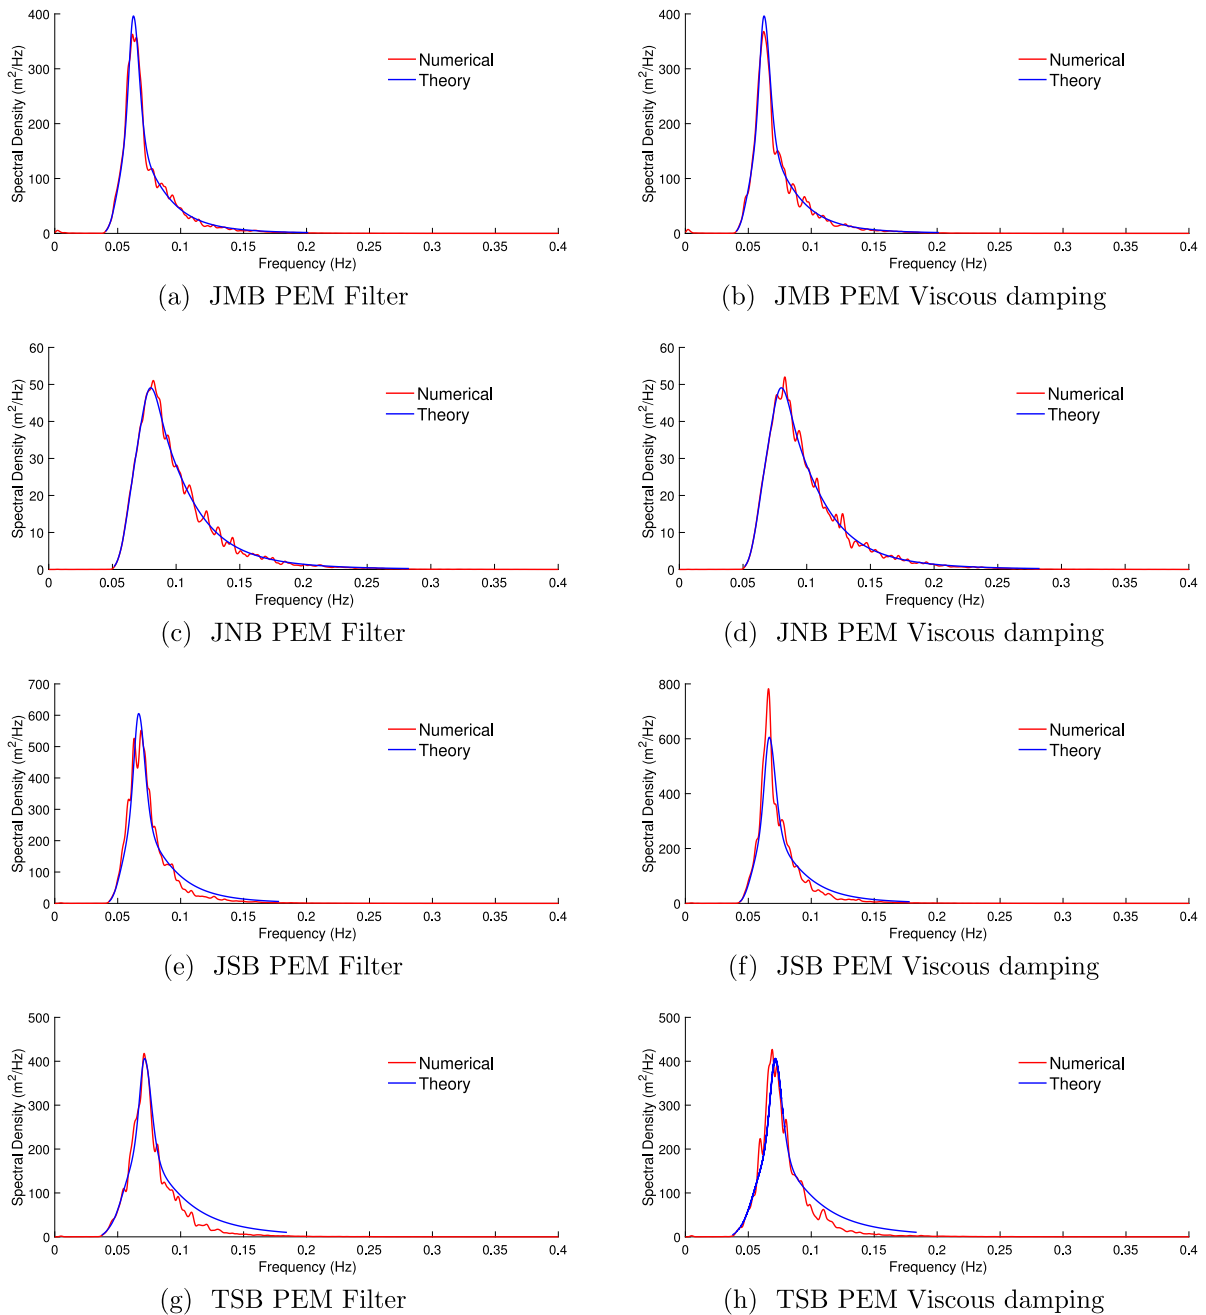 400
300
200
100
0
Spectral Density (m²/Hz)
Numerical
Theory
0 0.05 0.1 0.15 0.2 0.25 0.3 0.35 0.4
Frequency (Hz)
(a) JMB PEM Filter
400
300
200
100
0
Spectral Density (m²/Hz)
Numerical
Theory
0 0.05 0.1 0.15 0.2 0.25 0.3 0.35 0.4
Frequency (Hz)
(b) JMB PEM Viscous damping
60
50
40
30
20
10
0
Spectral Density (m²/Hz)
Numerical
Theory
0 0.05 0.1 0.15 0.2 0.25 0.3 0.35 0.4
Frequency (Hz)
(c) JNB PEM Filter
60
50
40
30
20
10
0
Spectral Density (m²/Hz)
Numerical
Theory
0 0.05 0.1 0.15 0.2 0.25 0.3 0.35 0.4
Frequency (Hz)
(d) JNB PEM Viscous damping
700
600
500
400
300
200
100
0
Spectral Density (m²/Hz)
Numerical
Theory
0 0.05 0.1 0.15 0.2 0.25 0.3 0.35 0.4
Frequency (Hz)
(e) JSB PEM Filter
800
600
400
200
0
Spectral Density (m²/Hz)
Numerical
Theory
0 0.05 0.1 0.15 0.2 0.25 0.3 0.35 0.4
Frequency (Hz)
(f) JSB PEM Viscous damping
500
400
300
200
100
0
Spectral Density (m²/Hz)
Numerical
Theory
0 0.05 0.1 0.15 0.2 0.25 0.3 0.35 0.4
Frequency (Hz)
(g) TSB PEM Filter
500
400
300
200
100
0
Spectral Density (m²/Hz)
Numerical
Theory
0 0.05 0.1 0.15 0.2 0.25 0.3 0.35 0.4
Frequency (Hz)
(h) TSB PEM Viscous damping